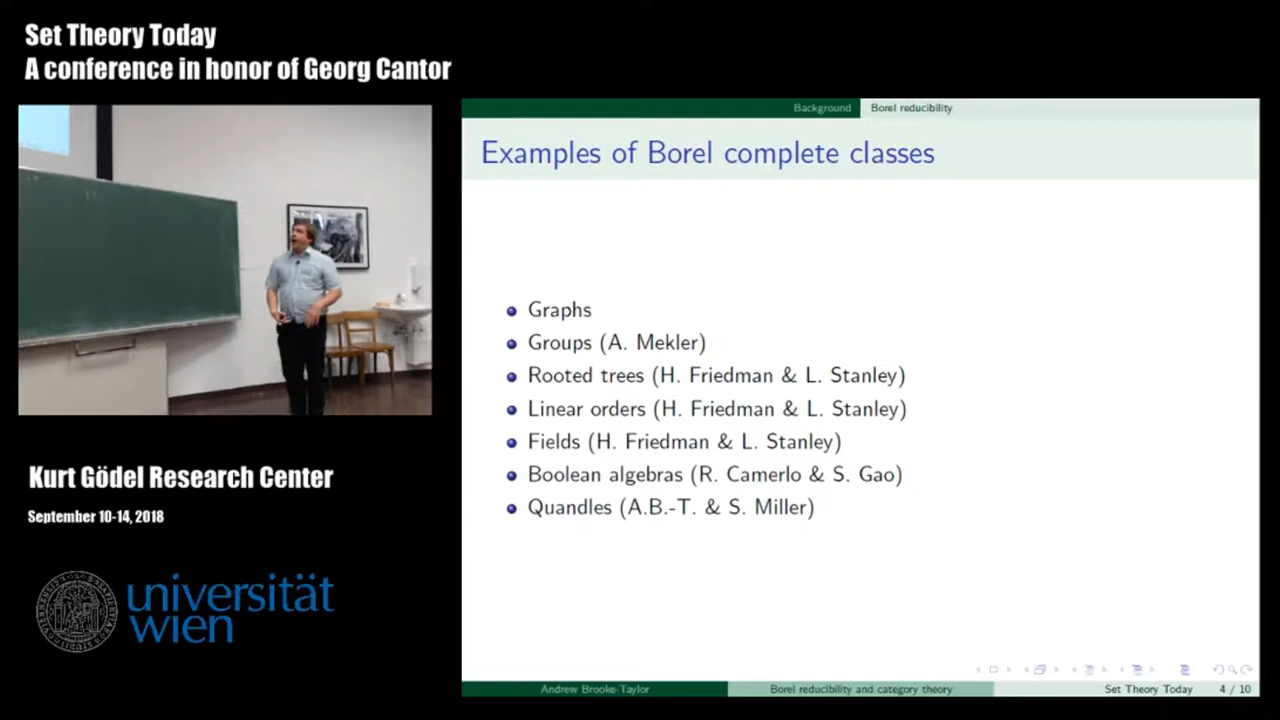 Set Theory Today
A conference in honor of Georg Cantor
Background
Borel reducibility
Examples of Borel complete classes
Graphs
Groups (A. Mekler)
Rooted trees (H. Friedman & L. Stanley)
Linear orders (H. Friedman & L. Stanley)
Fields (H. Friedman & L. Stanley)
Boolean algebras (R. Camerlo & S. Gao)
Quandles (A.B.-T. & S. Miller)
Kurt Gödel Research Center
September 10-14, 2018
universität
wien
Andrew Brooke-Taylor
Borel reducibility and category theory
Set Theory Today
4 / 10